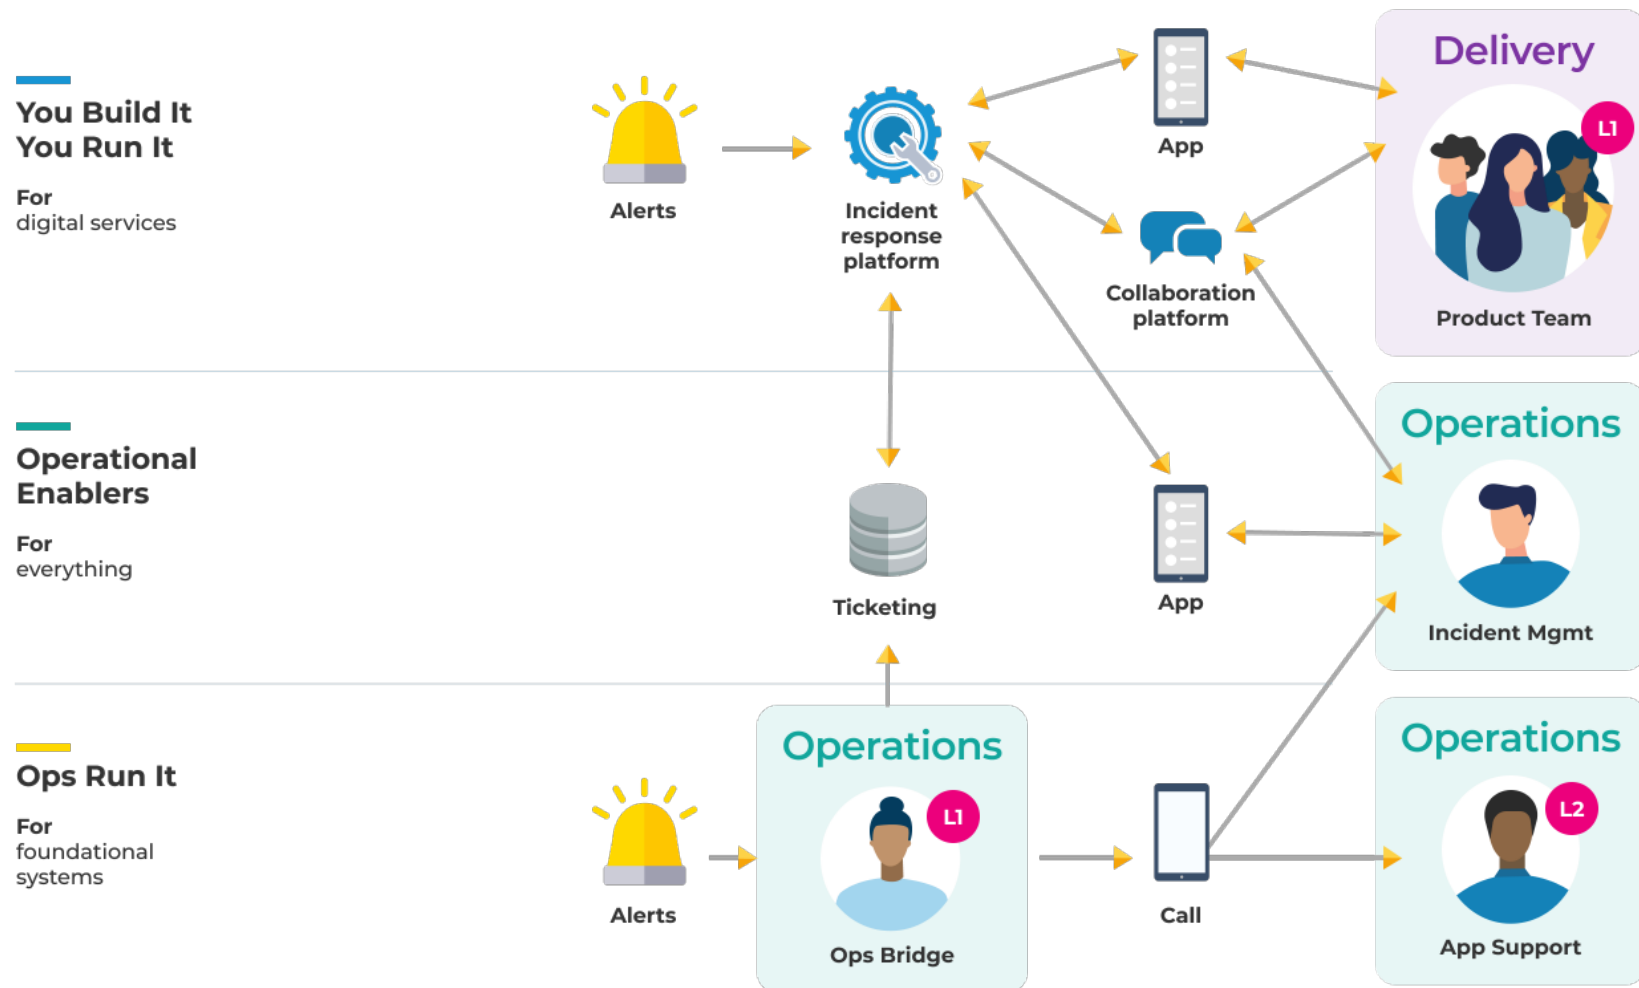 You Build It
You Run It
For
digital services
Alerts
Incident
response
platform
App
Collaboration
platform
Delivery
L1
Product Team
Operational
Enablers
For
everything
Ticketing
App
Operations
Incident Mgmt
Ops Run It
For
foundational
systems
Alerts
Operations
L1
Ops Bridge
Call
Operations
L2
App Support